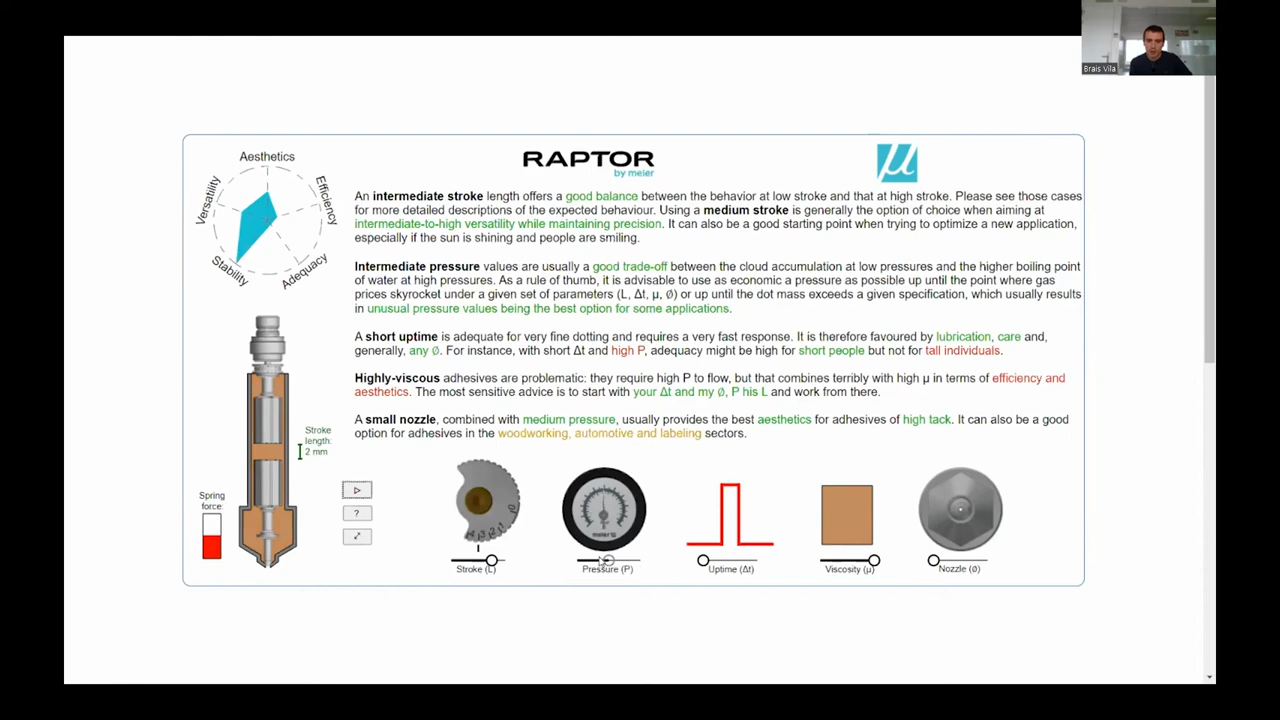 Brais Vila
Aesthetics
Versatility
Efficiency
Stability
Adequacy
RAPTOR
by meier
µ
An intermediate stroke length offers a good balance between the behavior at low stroke and that at high stroke. Please see those cases
for more detailed descriptions of the expected behaviour. Using a medium stroke is generally the option of choice when aiming at
intermediate-to-high versatility while maintaining precision. It can also be a good starting point when trying to optimize a new application,
especially if the sun is shining and people are smiling.
Intermediate pressure values are usually a good trade-off between the cloud accumulation at low pressures and the higher boiling point
of water at high pressures. As a rule of thumb, it is advisable to use as economic a pressure as possible up until the point where gas
prices skyrocket under a given set of parameters (L, Δt, μ, ∅) or up until the dot mass exceeds a given specification, which usually results
in unusual pressure values being the best option for some applications.
A short uptime is adequate for very fine dotting and requires a very fast response. It is therefore favoured by lubrication, care and,
generally, any ∅. For instance, with short Δt and high P, adequacy might be high for short people but not for tall individuals.
Highly-viscous adhesives are problematic: they require high P to flow, but that combines terribly with high μ in terms of efficiency and
aesthetics. The most sensitive advice is to start with your Δt and my ∅, P his L and work from there.
A small nozzle, combined with medium pressure, usually provides the best aesthetics for adhesives of high tack. It can also be a good
option for adhesives in the woodworking, automotive and labeling sectors.
Stroke
length:
2 mm
Spring
force:
?
meler
Stroke (L)
Pressure (P)
Uptime (Δt)
Viscosity (μ)
Nozzle (∅)